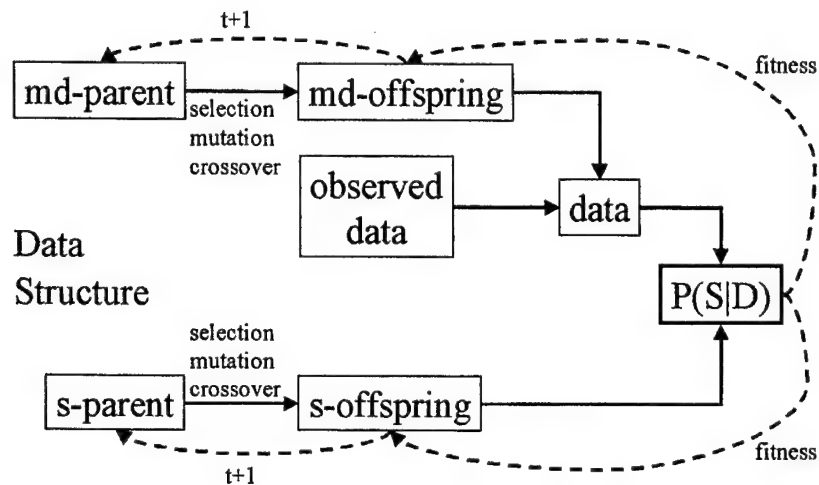 t+1
fitness
md-parent
md-offspring
selection
mutation
crossover
observed
data
data
Data
Structure
P(S|D)
selection
mutation
crossover
s-parent
s-offspring
t+1
fitness